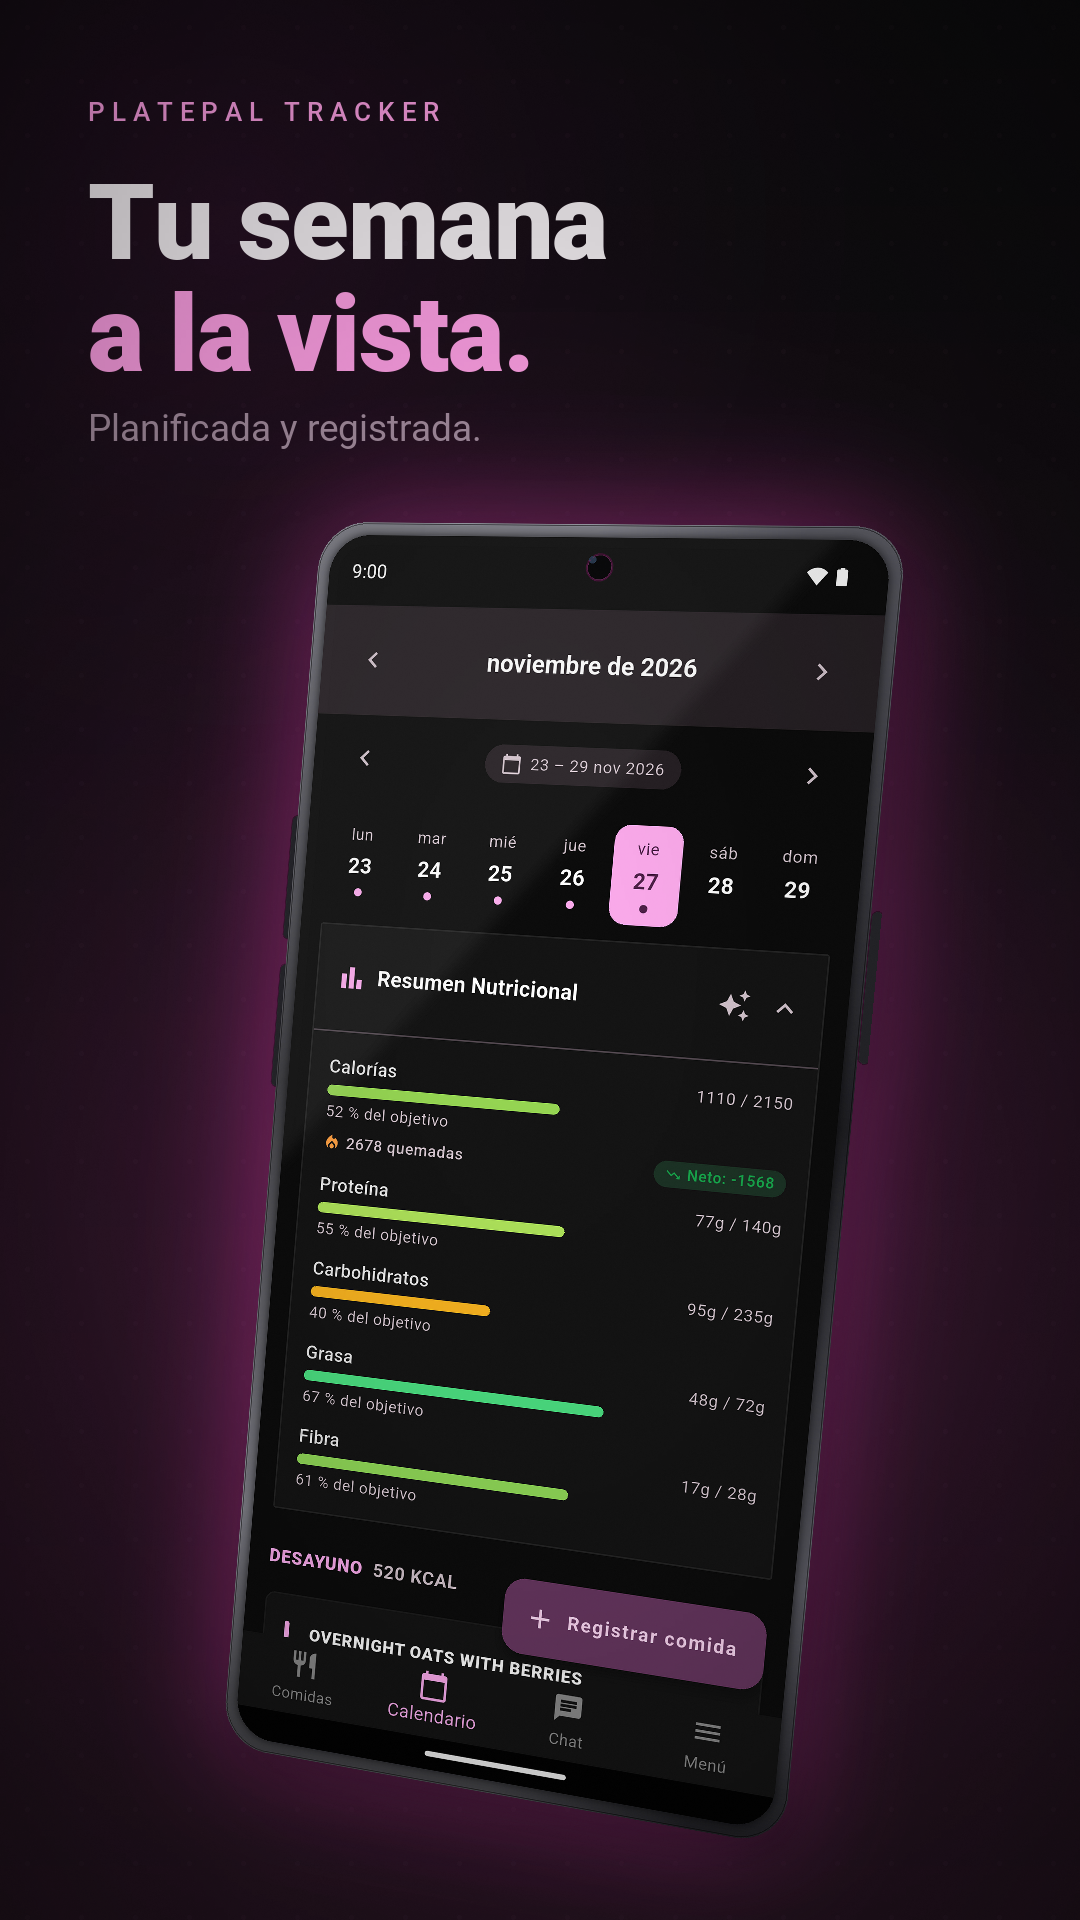 PLATEPAL TRACKER
Tu semana
a la vista.
Planificada y registrada.
9:00
noviembre de 2026
23 – 29 nov 2026
lun mar mié jue vie sáb dom
23 24 25 26 27 28 29
Resumen Nutricional
Calorías
1110 / 2150
52 % del objetivo
2678 quemadas
Neto: -1568
Proteína
77g / 140g
55 % del objetivo
Carbohidratos
95g / 235g
40 % del objetivo
Grasa
48g / 72g
67 % del objetivo
Fibra
17g / 28g
61 % del objetivo
DESAYUNO 520 KCAL
Registrar comida
OVERNIGHT OATS WITH BERRIES
Comidas Calendario Chat Menú